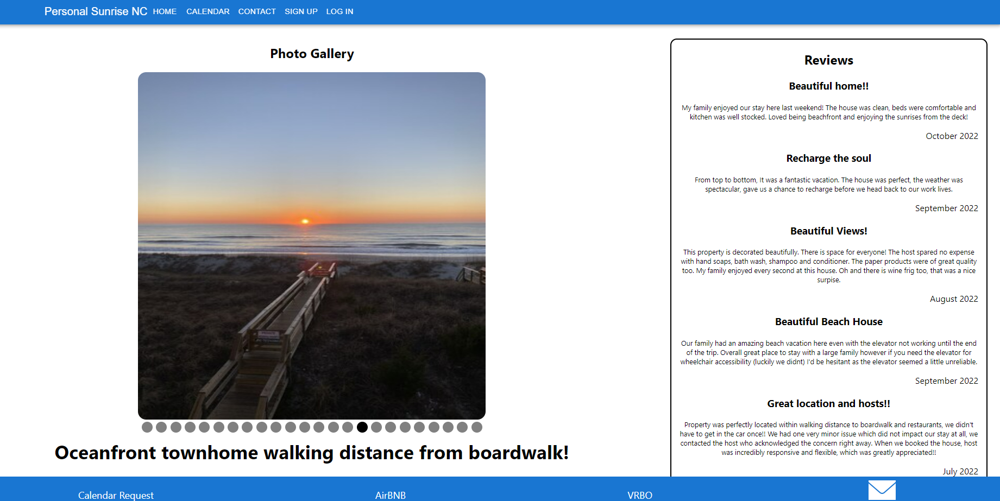 Personal Sunrise NC HOME CALENDAR CONTACT SIGN UP LOG IN
Photo Gallery
Oceanfront townhome walking distance from boardwalk!
Reviews
Beautiful home!!
My family enjoyed our stay here last weekend! The house was clean, beds were comfortable and
kitchen was well stocked. Loved being beachfront and enjoying the sunrises from the deck!
October 2022
Recharge the soul
From top to bottom, It was a fantastic vacation. The house was perfect, the weather was
spectacular, gave us a chance to recharge before we head back to our work lives.
September 2022
Beautiful Views!
This property is decorated beautifully. There is space for everyone! The host spared no expense
with hand soaps, bath wash, shampoo and conditioner. The paper products were of great quality
too. My family enjoyed every second at this house. Oh and there is wine frig too, that was a nice
surpise.
August 2022
Beautiful Beach House
Our family had an amazing beach vacation here even with the elevator not working until the end
of the trip. Overall great place to stay with a large family however if you need the elevator for
wheelchair accessibility (luckily we didnt) I'd be hesitant as the elevator seemed a little unreliable.
September 2022
Great location and hosts!!
Property was perfectly located within walking distance to boardwalk and restaurants, we didn't
have to get in the car once!! We had one very minor issue which did not impact our stay at all, we
contacted the host who acknowledged the concern right away. When we booked the house, host
was incredibly responsive and flexible, which was greatly appreciated!!
July 2022
Calendar Request AirBNB VRBO